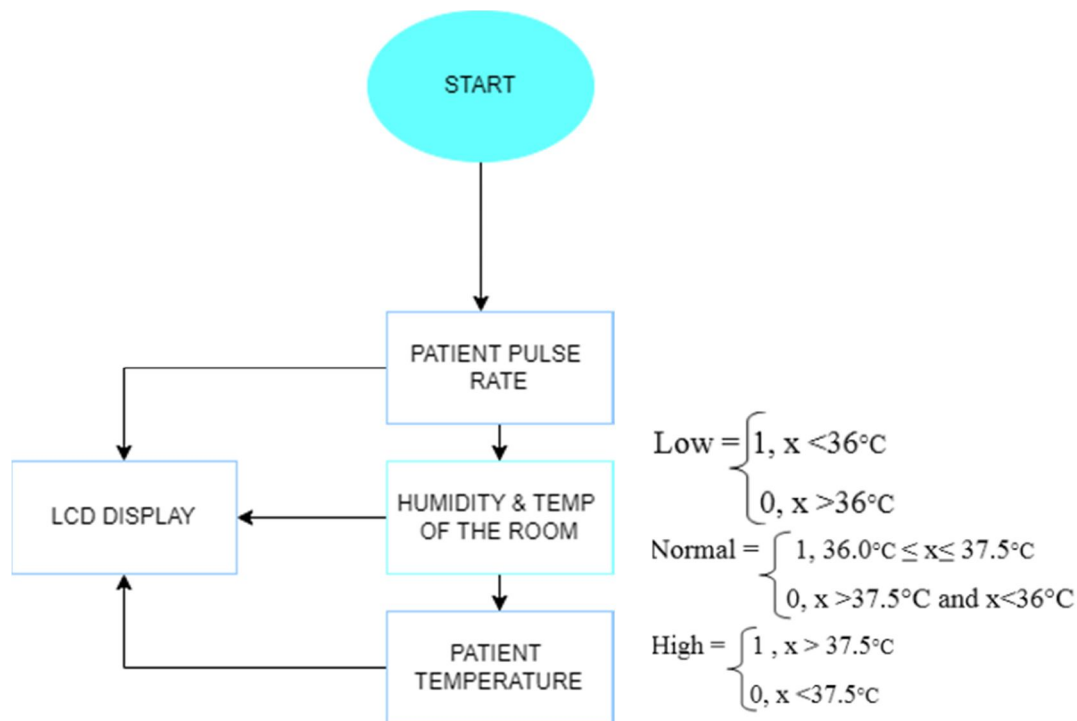 START
PATIENT PULSE
RATE
Low = 1, x <36°C
0, x >36°C
LCD DISPLAY
HUMIDITY & TEMP
OF THE ROOM
Normal = 1, 36.0°C ≤ x≤ 37.5°C
0, x >37.5°C and x<36°C
PATIENT
TEMPERATURE
High = 1 , x > 37.5°C
0, x <37.5°C